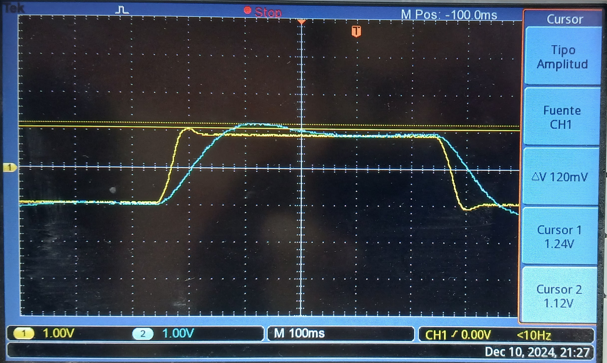 Tek
Stop
M Pos: -100.0ms
T
Cursor
Tipo
Amplitud
Fuente
CH1
△V 120mV
Cursor 1
1.24V
Cursor 2
1.12V
1
1 1.00V
2 1.00V
M 100ms
CH1 / 0.00V
<10Hz
Dec 10, 2024, 21:27